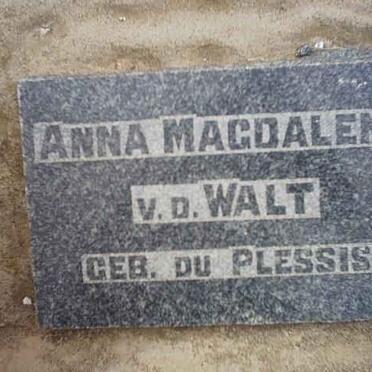 ANNA MAGDALEN
V.D. WALT
GEB. DU PLESSIS